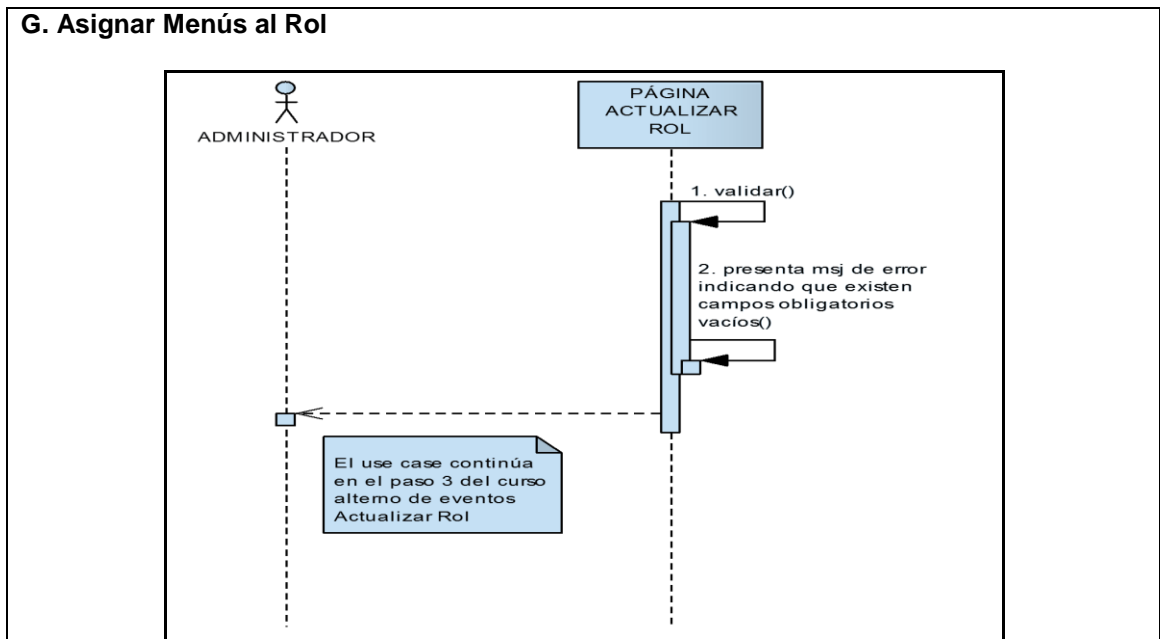 G. Asignar Menús al Rol
ADMINISTRADOR
PÁGINA
ACTUALIZAR
ROL
1. validar()
2. presenta msj de error
indicando que existen
campos obligatorios
vacíos()
El use case continúa
en el paso 3 del curso
alterno de eventos
Actualizar Rol